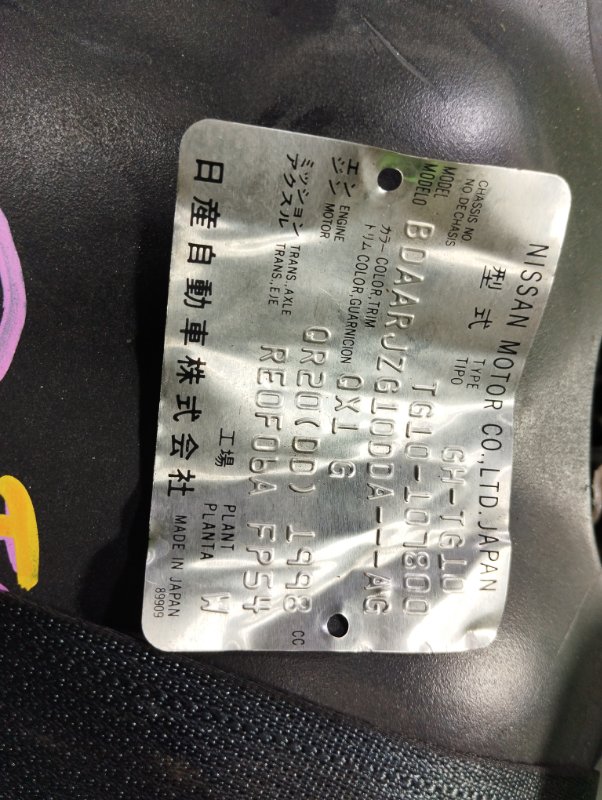 NISSAN MOTOR CO.,LTD.JAPAN
型式 TYPE TIPO GH-TG10
CHASSIS NO
NO DE CHASIS TG10-107800
MODEL
MODELO BDAARJZG10DDA---AG
カラー COLOR,TRIM
トリム COLOR,GUARNICION QX1 G
エンジン ENGINE
MOTOR QR20(DD) 1998 CC
ミッション TRANS.,AXLE
アクスル TRANS.,EJE RE0F06A FP54
工場 PLANT
PLANTA W
日産自動車株式会社 MADE IN JAPAN
89909